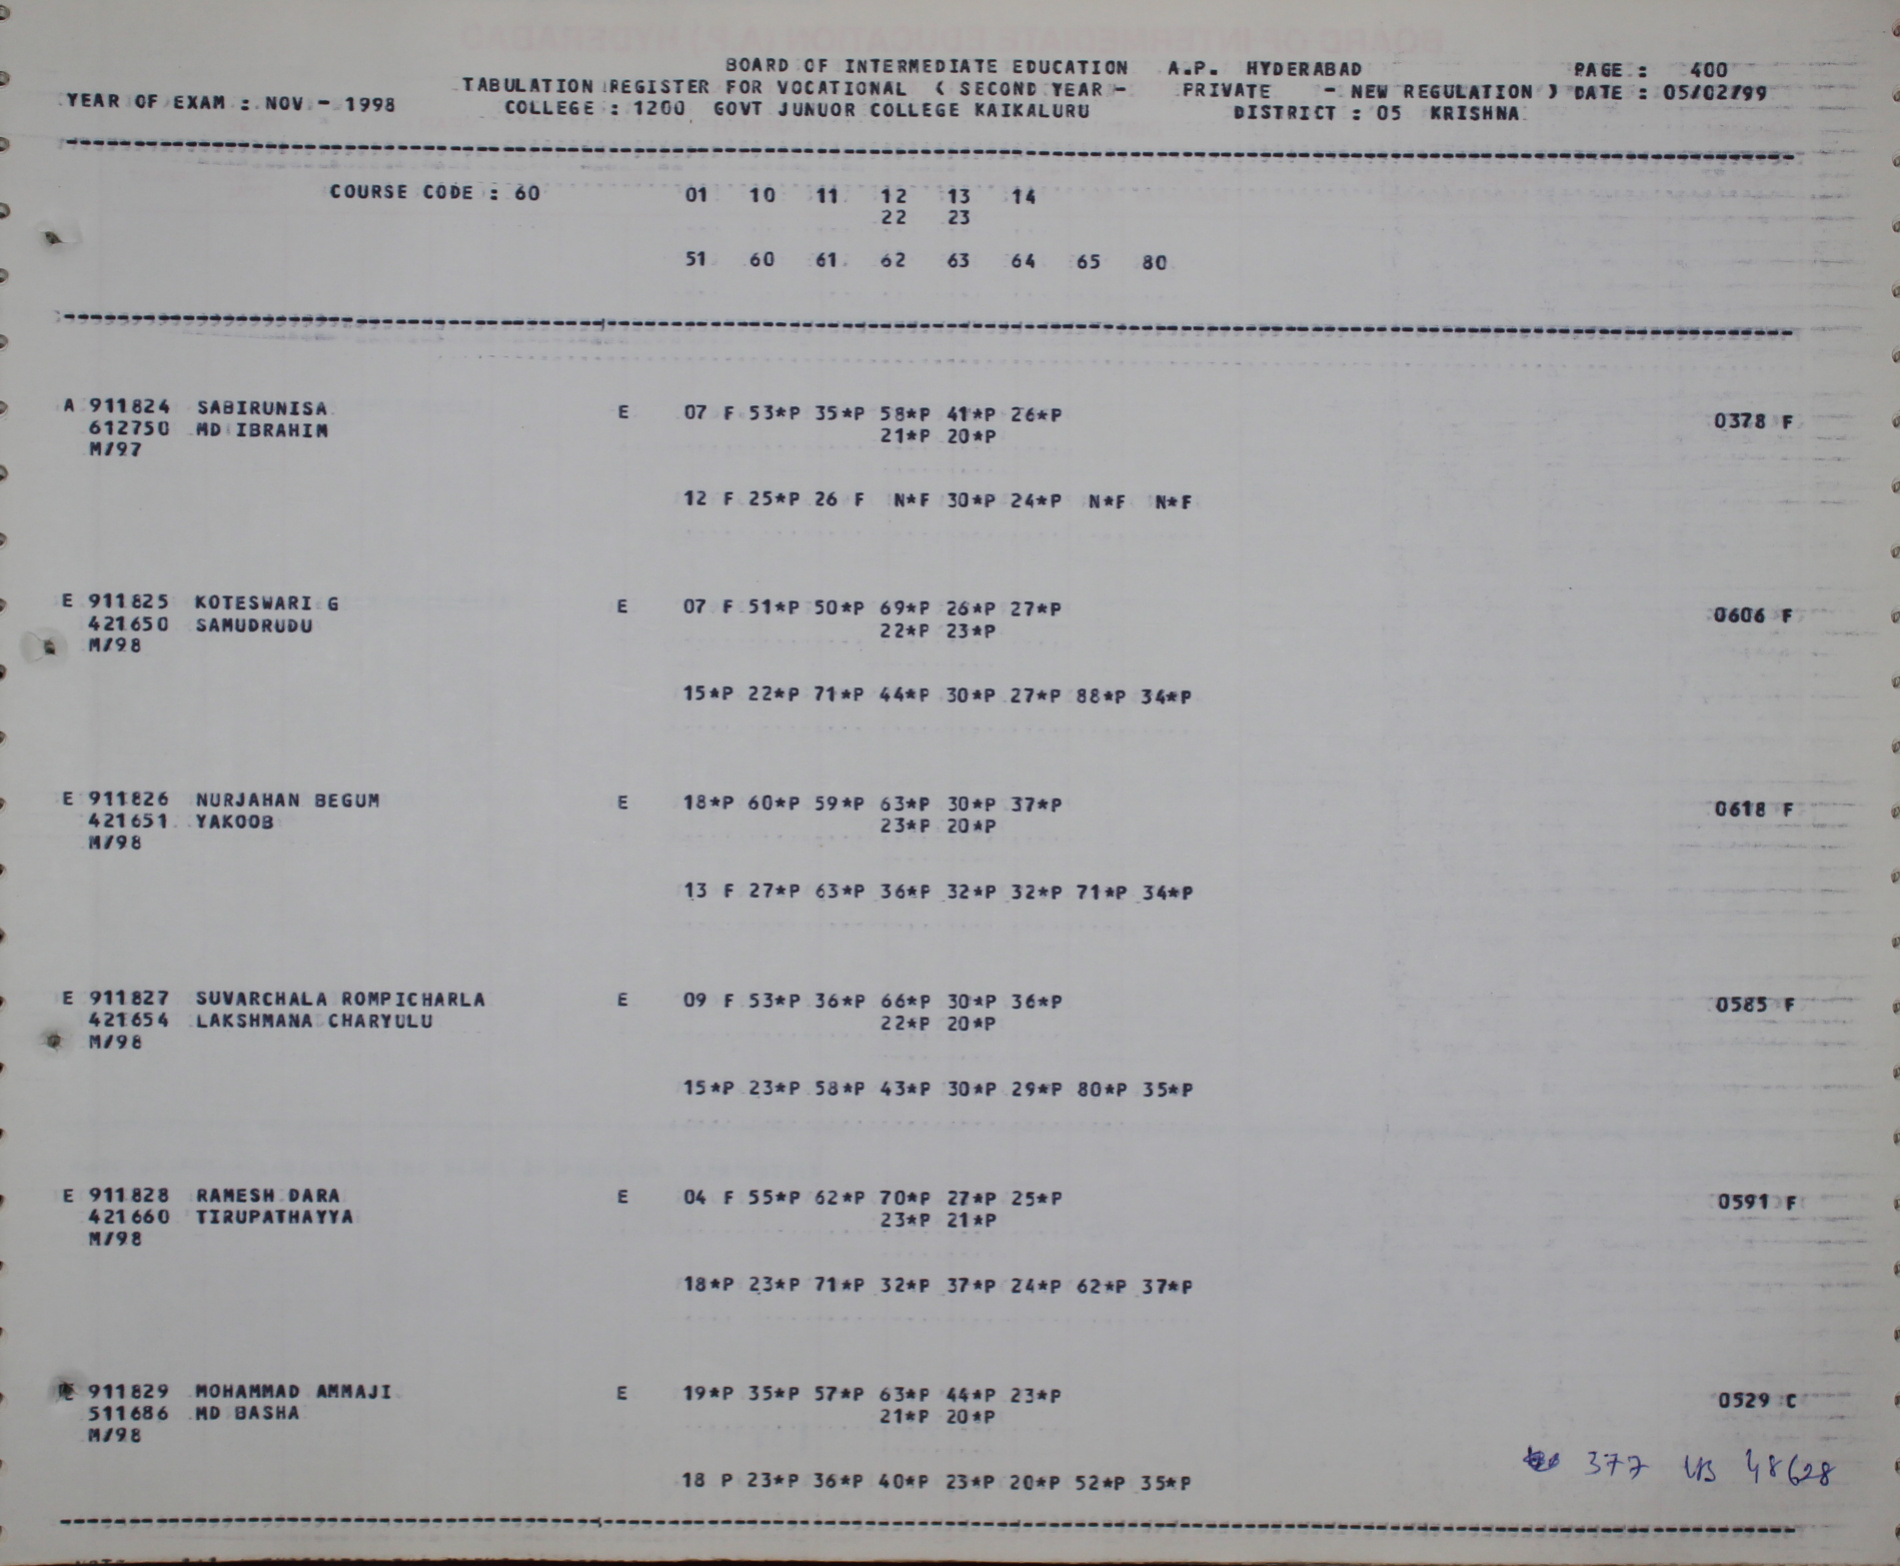 BOARD OF INTERMEDIATE EDUCATION A.P. HYDERABAD PAGE : 400
TABULATION REGISTER FOR VOCATIONAL ( SECOND YEAR - PRIVATE - NEW REGULATION ) DATE : 05/02/99
YEAR OF EXAM : NOV - 1998 COLLEGE : 1200 GOVT JUNUOR COLLEGE KAIKALURU DISTRICT : 05 KRISHNA
COURSE CODE : 60 01 10 11 12 13 14
22 23
51 60 61 62 63 64 65 80
A 911824 SABIRUNISA E 07 F 53*P 35*P 58*P 41*P 26*P 0378 F
612750 MD IBRAHIM 21*P 20*P
M/97
12 F 25*P 26 F N*F 30*P 24*P N*F N*F
E 911825 KOTESWARI G E 07 F 51*P 50*P 69*P 26*P 27*P 0606 F
421650 SAMUDRUDU 22*P 23*P
M/98
15*P 22*P 71*P 44*P 30*P 27*P 88*P 34*P
E 911826 NURJAHAN BEGUM E 18*P 60*P 59*P 63*P 30*P 37*P 0618 F
421651 YAKOOB 23*P 20*P
M/98
13 F 27*P 63*P 36*P 32*P 32*P 71*P 34*P
E 911827 SUVARCHALA ROMPICHARLA E 09 F 53*P 36*P 66*P 30*P 36*P 0585 F
421654 LAKSHMANA CHARYULU 22*P 20*P
M/98
15*P 23*P 58*P 43*P 30*P 29*P 80*P 35*P
E 911828 RAMESH DARA E 04 F 55*P 62*P 70*P 27*P 25*P 0591 F
421660 TIRUPATHAYYA 23*P 21*P
M/98
18*P 23*P 71*P 32*P 37*P 24*P 62*P 37*P
E 911829 MOHAMMAD AMMAJI E 19*P 35*P 57*P 63*P 44*P 23*P 0529 C
511686 MD BASHA 21*P 20*P
M/98
377 48628
18 P 23*P 36*P 40*P 23*P 20*P 52*P 35*P